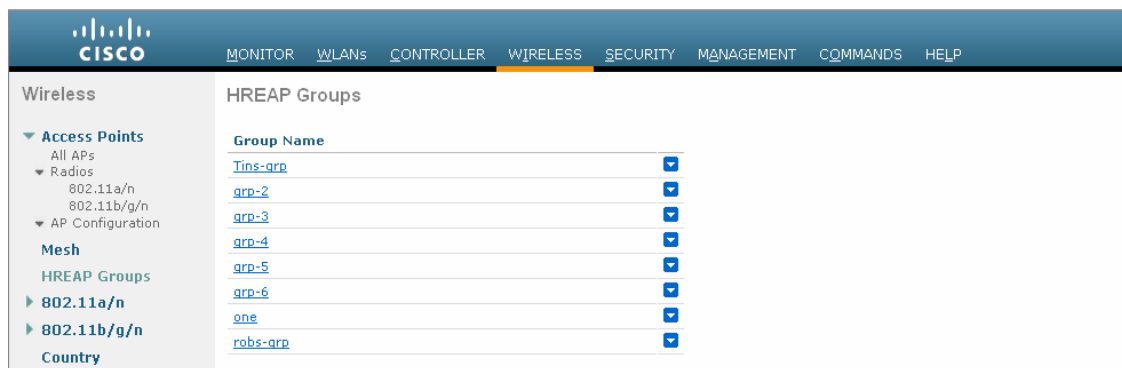 CISCO
MONITOR WLANs CONTROLLER WIRELESS SECURITY MANAGEMENT COMMANDS HELP
Wireless
Access Points
All APs
Radios
802.11a/n
802.11b/g/n
AP Configuration
Mesh
HREAP Groups
802.11a/n
802.11b/g/n
Country
HREAP Groups
Group Name
Tins-grp
grp-2
grp-3
grp-4
grp-5
grp-6
one
robs-grp